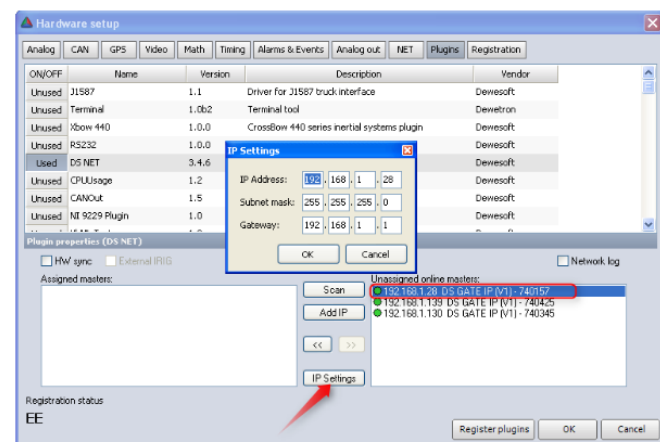 Hardware setup
Analog CAN GPS Video Math Timing Alarms & Events Analog out NET Plugins Registration
ON/OFF Name Version Description Vendor
Unused J1587 1.1 Driver for J1587 truck interface Dewesoft
Unused Terminal 1.0b2 Terminal tool Dewetron
Unused Xbow 440 1.0.0 CrossBow 440 series inertial systems plugin Dewesoft
Unused RS232 1.0.0 Dewesoft
Used DS NET 3.4.6 Dewesoft
Unused CPUUsage 1.2 Dewesoft
Unused CANOut 1.5 Dewesoft
Unused NI 9229 Plugin 1.0 Dewesoft
IP Settings
IP Address: 192 . 168 . 1 . 28
Subnet mask: 255 . 255 . 255 . 0
Gateway: 192 . 168 . 1 . 1
OK Cancel
Plugin properties (DS NET)
HW sync External IRIG Network log
Assigned masters: Unassigned online masters:
Scan
Add IP
<< >>
IP Settings
192.168.1.28 DS GATE IP (V1) - 740157
192.168.1.139 DS GATE IP (V1) - 740425
192.168.1.130 DS GATE IP (V1) - 740345
Registration status
EE
Register plugins OK Cancel